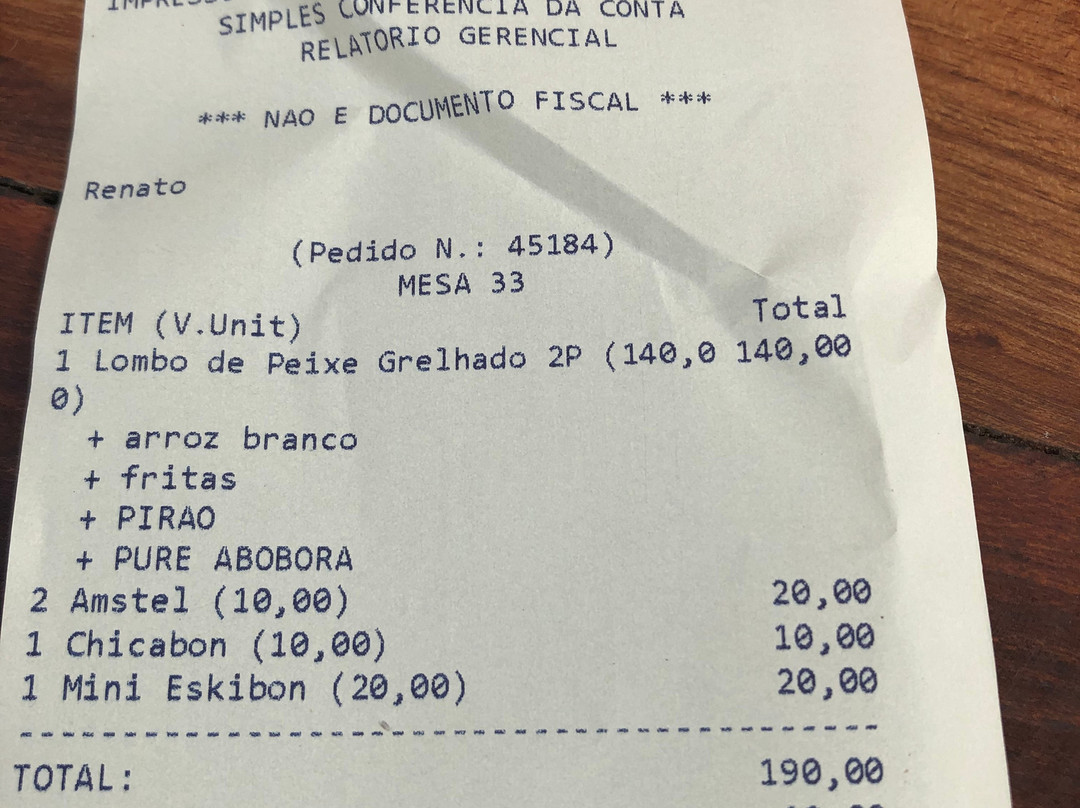 SIMPLES CONFERENCIA DA CONTA
RELATORIO GERENCIAL
*** NAO E DOCUMENTO FISCAL ***
Renato
(Pedido N.: 45184)
MESA 33
ITEM (V.Unit) Total
1 Lombo de Peixe Grelhado 2P (140,0 140,00
0)
+ arroz branco
+ fritas
+ PIRAO
+ PURE ABOBORA
2 Amstel (10,00) 20,00
1 Chicabon (10,00) 10,00
1 Mini Eskibon (20,00) 20,00
-----------------------------------------
TOTAL: 190,00